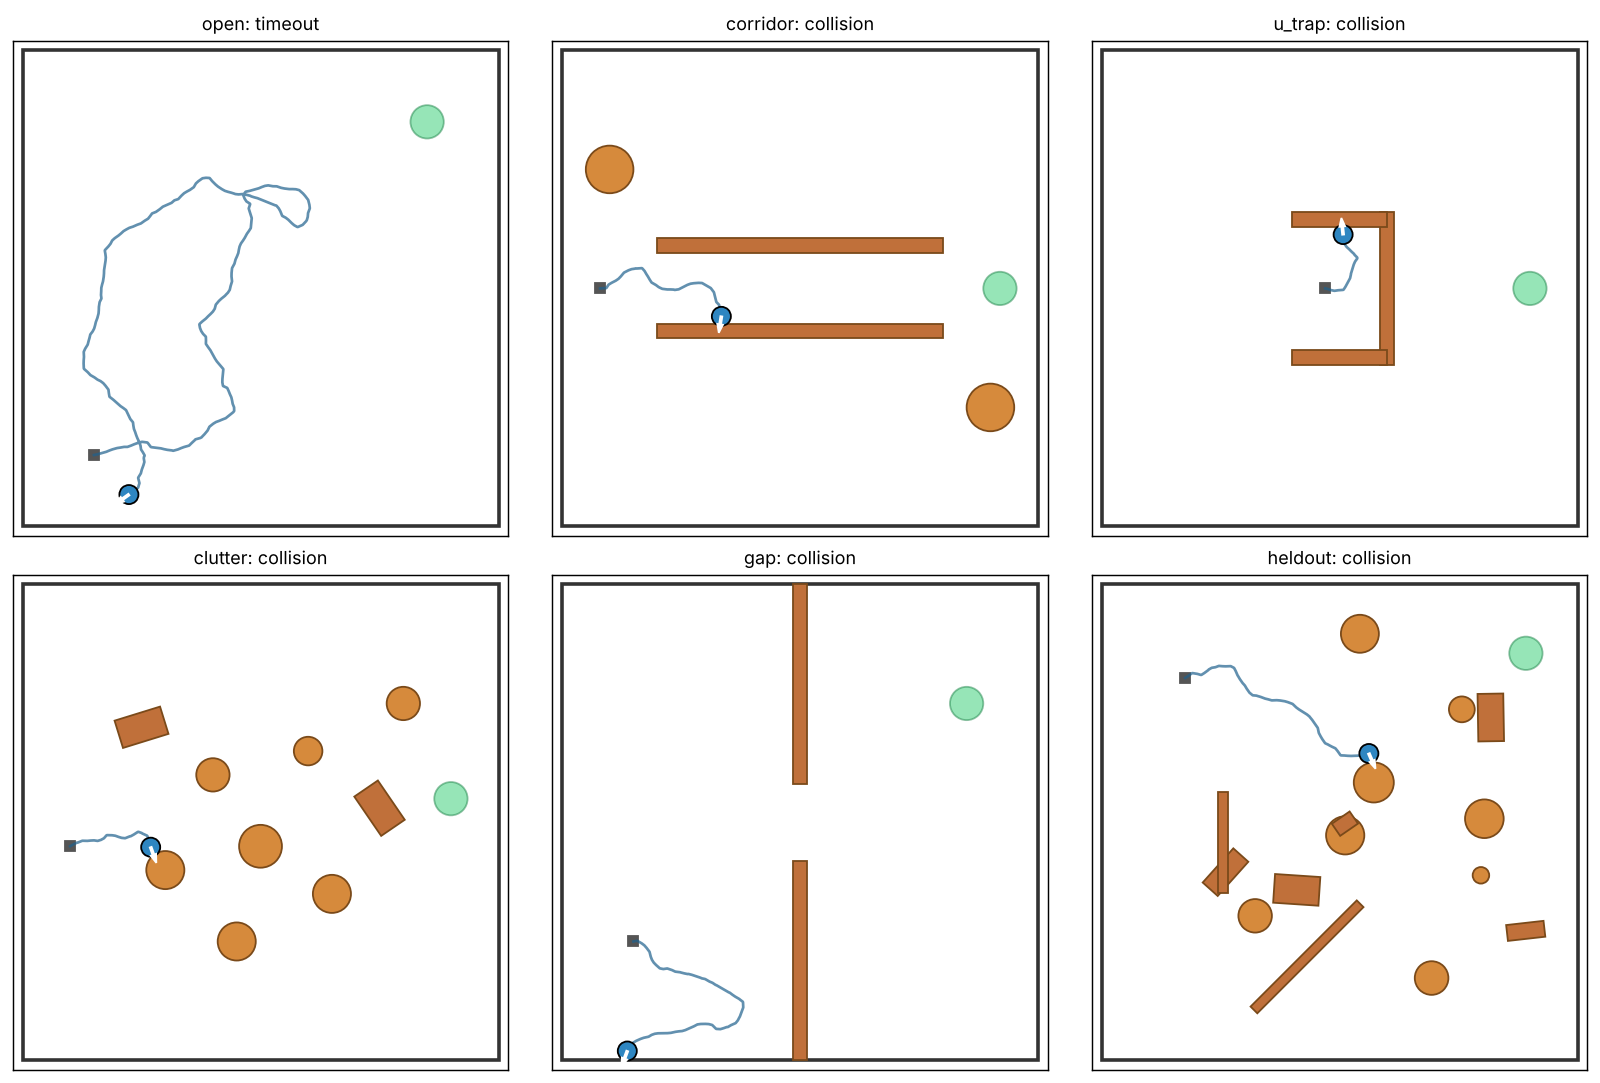 open: timeout
corridor: collision
u_trap: collision
clutter: collision
gap: collision
heldout: collision